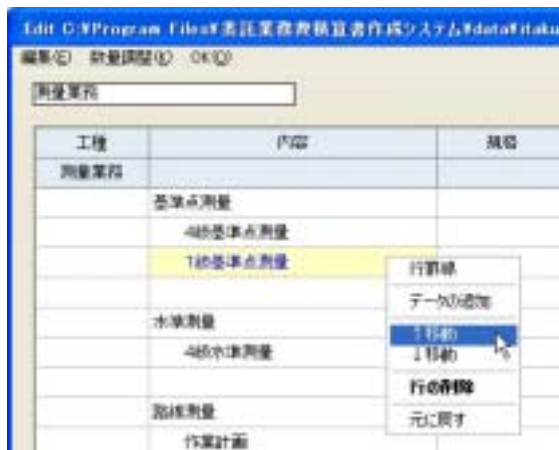 Edit C:¥Program Files¥委託業務費積算書作成システム¥data¥itaku
編集(E) 数量調整(L) OK(Q)
測量業務
工種 内容 規格
測量業務
基準点測量
4級基準点測量
1級基準点測量
行罫線
データの追加
水準測量
↑移動
4級水準測量
↓移動
行の削除
路線測量
元に戻す
作業計画